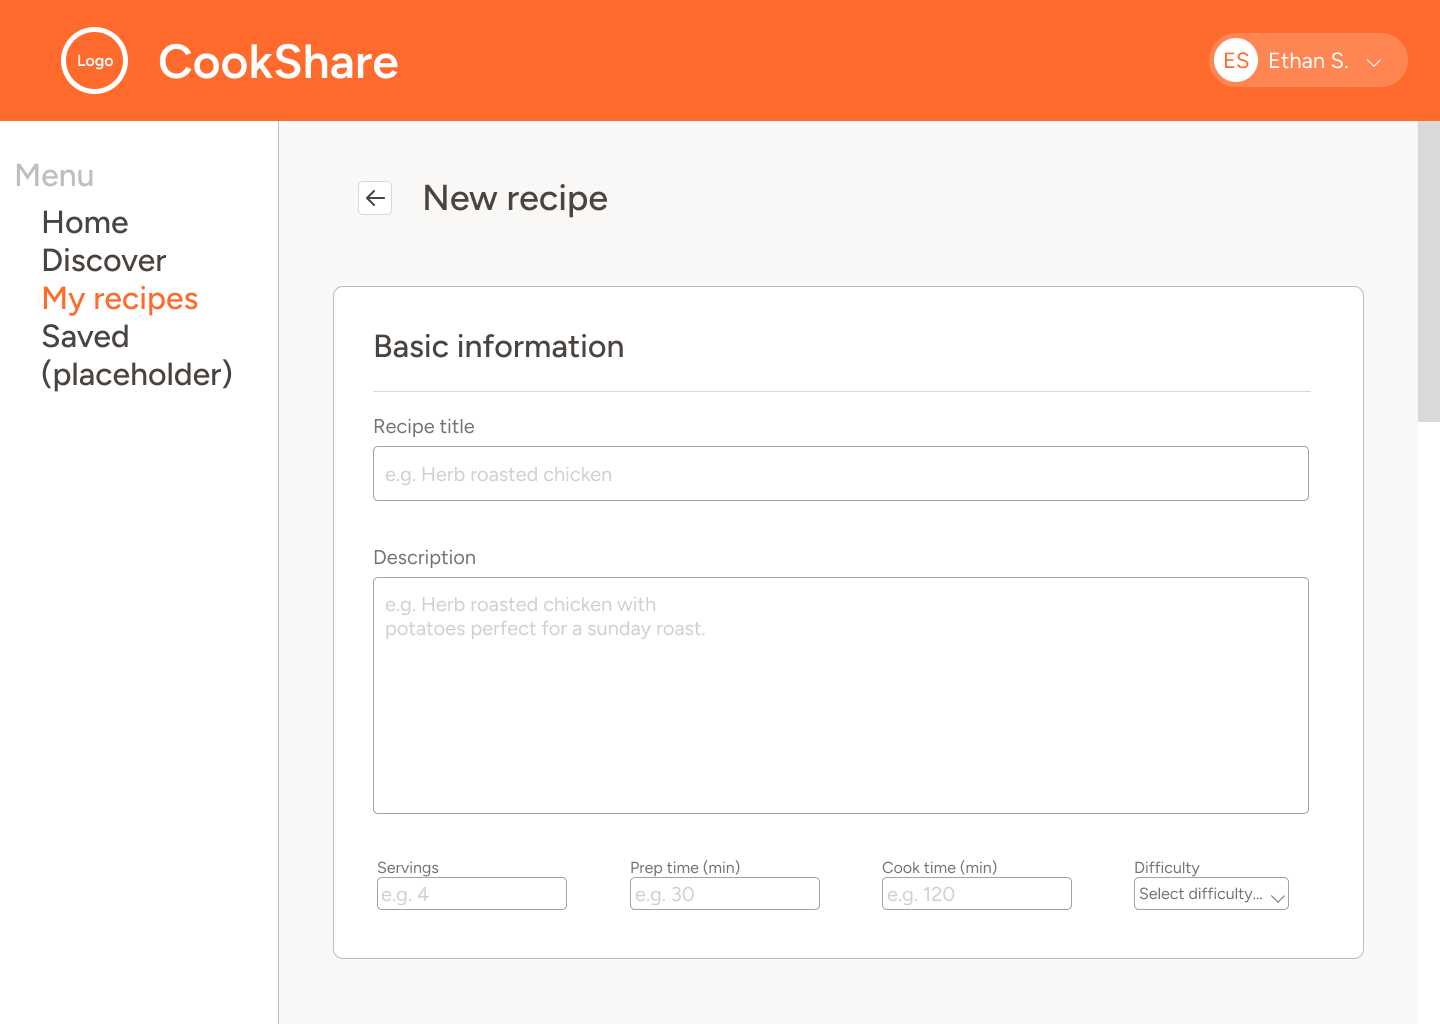 Logo
CookShare
ES
Ethan S.
Menu
Home
Discover
My recipes
Saved
(placeholder)
New recipe
Basic information
Recipe title
e.g. Herb roasted chicken
Description
e.g. Herb roasted chicken with
potatoes perfect for a sunday roast.
Servings
e.g. 4
Prep time (min)
e.g. 30
Cook time (min)
e.g. 120
Difficulty
Select difficulty...